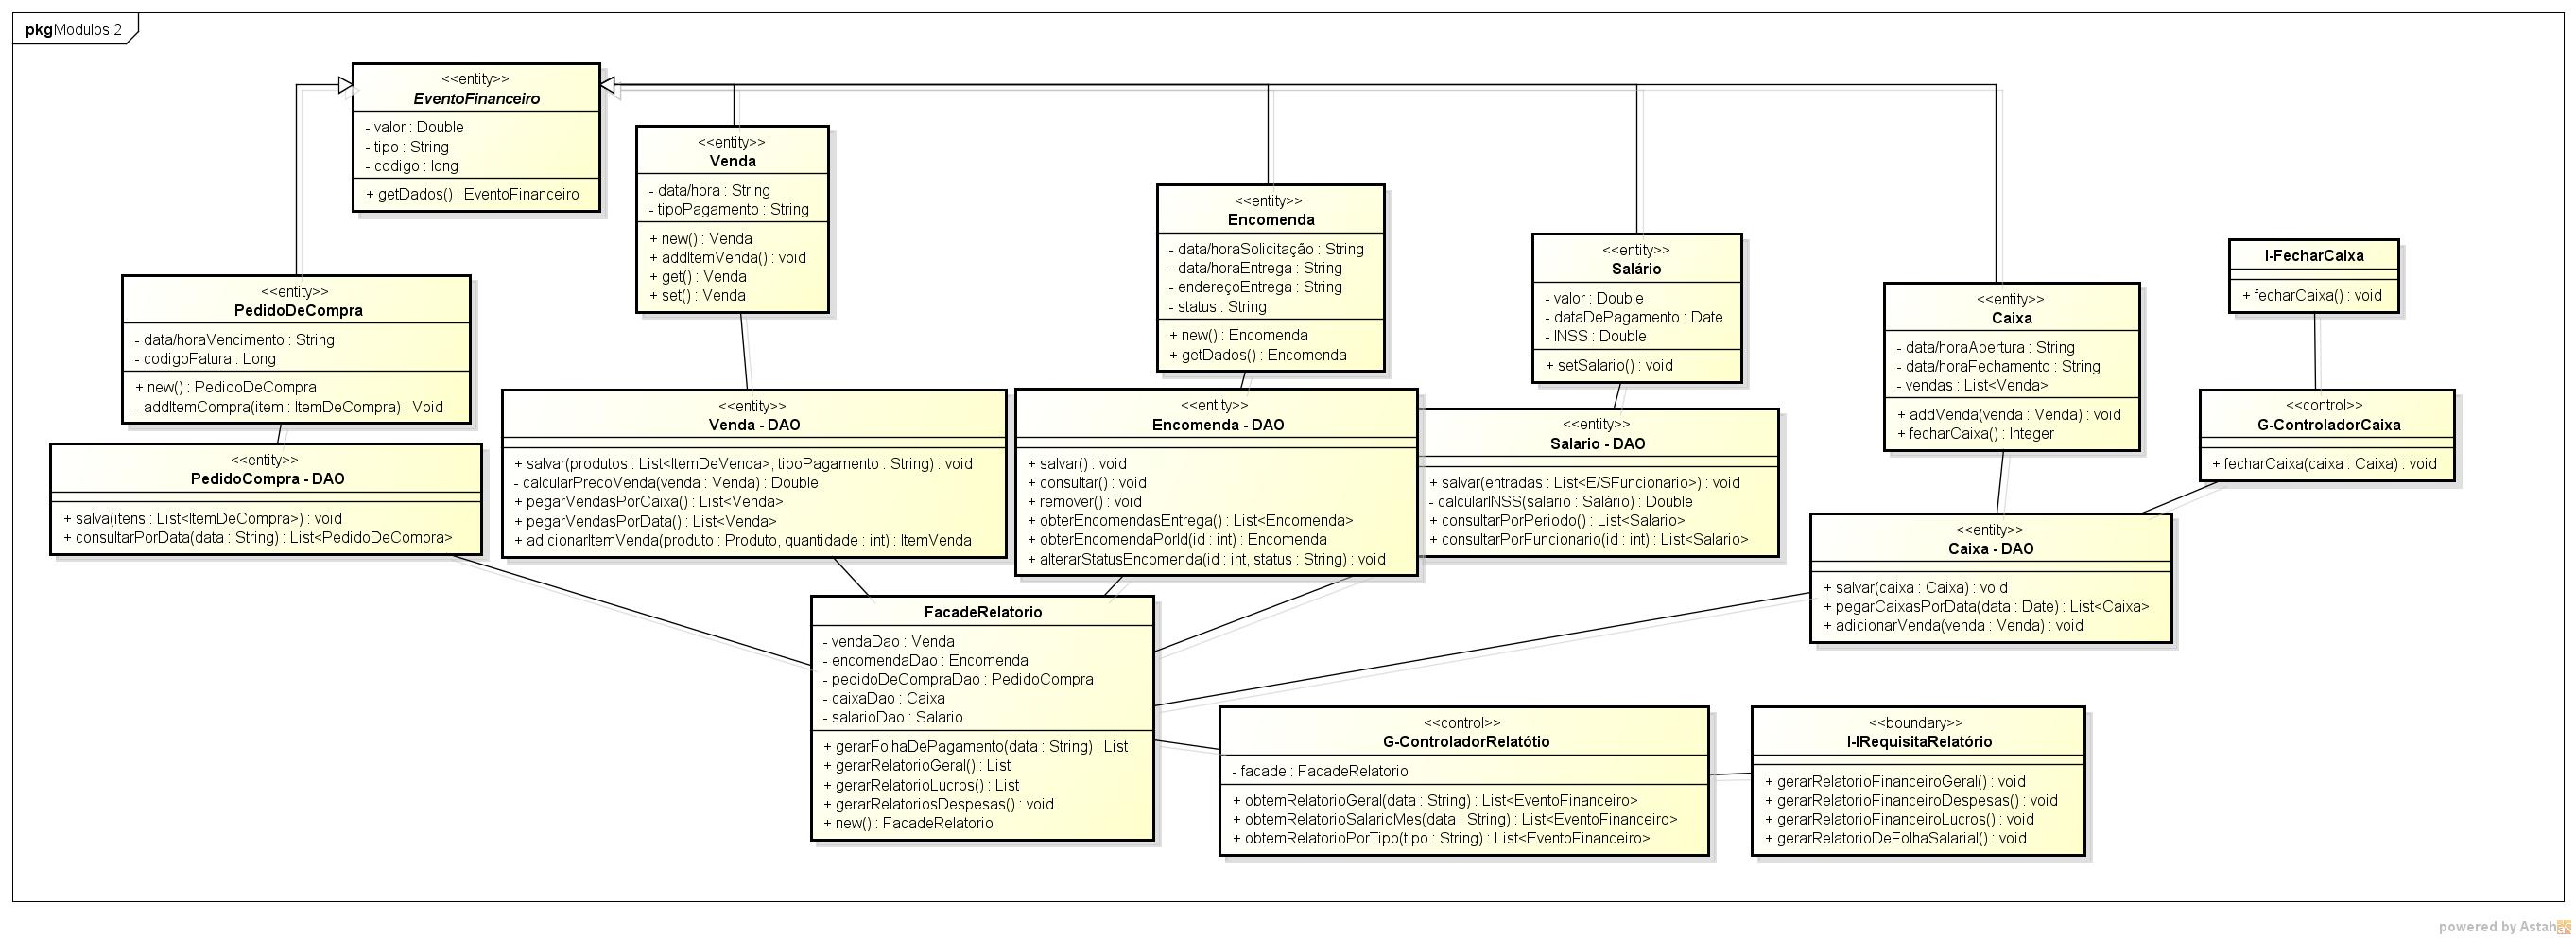 pkg Modulos 2
<<entity>>
EventoFinanceiro
- valor : Double
- tipo : String
- codigo : long
+ getDados() : EventoFinanceiro
<<entity>>
Venda
- data/hora : String
- tipoPagamento : String
+ new() : Venda
+ addItemVenda() : void
+ get() : Venda
+ set() : Venda
<<entity>>
Encomenda
- data/horaSolicitação : String
- data/horaEntrega : String
- endereçoEntrega : String
- status : String
+ new() : Encomenda
+ getDados() : Encomenda
<<entity>>
Salário
- valor : Double
- dataDePagamento : Date
- INSS : Double
+ setSalario() : void
<<entity>>
Caixa
- data/horaAbertura : String
- data/horaFechamento : String
- vendas : List<Venda>
+ addVenda(venda : Venda) : void
+ fecharCaixa() : Integer
I-FecharCaixa
+ fecharCaixa() : void
<<entity>>
PedidoDeCompra
- data/horaVencimento : String
- codigoFatura : Long
+ new() : PedidoDeCompra
- addItemCompra(item : ItemDeCompra) : Void
<<entity>>
PedidoCompra - DAO
+ salva(itens : List<ItemDeCompra>) : void
+ consultarPorData(data : String) : List<PedidoDeCompra>
<<entity>>
Venda - DAO
+ salvar(produtos : List<ItemDeVenda>, tipoPagamento : String) : void
- calcularPrecoVenda(venda : Venda) : Double
+ pegarVendasPorCaixa() : List<Venda>
+ pegarVendasPorData() : List<Venda>
+ adicionarItemVenda(produto : Produto, quantidade : int) : ItemVenda
<<entity>>
Encomenda - DAO
+ salvar() : void
+ consultar() : void
+ remover() : void
+ obterEncomendasEntrega() : List<Encomenda>
+ obterEncomendaPorId(id : int) : Encomenda
+ alterarStatusEncomenda(id : int, status : String) : void
<<entity>>
Salario - DAO
+ salvar(entradas : List<E/SFuncionario>) : void
- calcularINSS(salario : Salário) : Double
+ consultarPorPeriodo() : List<Salario>
+ consultarPorFuncionario(id : int) : List<Salario>
<<control>>
G-ControladorCaixa
+ fecharCaixa(caixa : Caixa) : void
<<entity>>
Caixa - DAO
+ salvar(caixa : Caixa) : void
+ pegarCaixasPorData(data : Date) : List<Caixa>
+ adicionarVenda(venda : Venda) : void
FacadeRelatorio
- vendaDao : Venda
- encomendaDao : Encomenda
- pedidoDeCompraDao : PedidoCompra
- caixaDao : Caixa
- salarioDao : Salario
+ gerarFolhaDePagamento(data : String) : List
+ gerarRelatorioGeral() : List
+ gerarRelatorioLucros() : List
+ gerarRelatoriosDespesas() : void
+ new() : FacadeRelatorio
<<control>>
G-ControladorRelatótio
- facade : FacadeRelatorio
+ obtemRelatorioGeral(data : String) : List<EventoFinanceiro>
+ obtemRelatorioSalarioMes(data : String) : List<EventoFinanceiro>
+ obtemRelatorioPorTipo(tipo : String) : List<EventoFinanceiro>
<<boundary>>
I-IRequisitaRelatório
+ gerarRelatorioFinanceiroGeral() : void
+ gerarRelatorioFinanceiroDespesas() : void
+ gerarRelatorioFinanceiroLucros() : void
+ gerarRelatorioDeFolhaSalarial() : void
powered by Astah